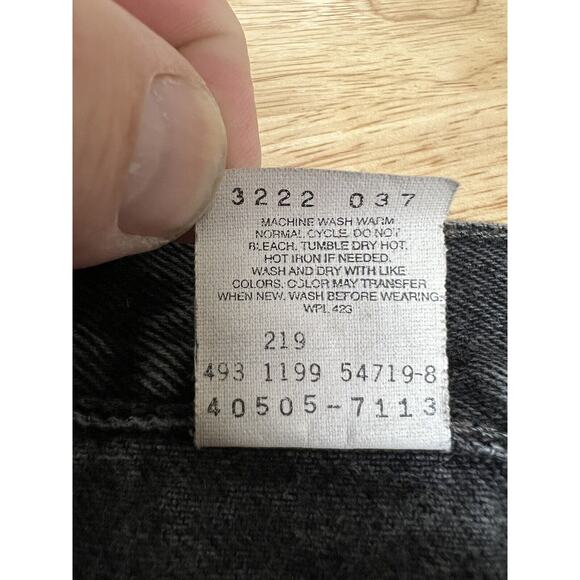 3222 037
MACHINE WASH WARM
NORMAL CYCLE. DO NOT
BLEACH. TUMBLE DRY HOT.
HOT IRON IF NEEDED.
WASH AND DRY WITH LIKE
COLORS. COLOR MAY TRANSFER
WHEN NEW. WASH BEFORE WEARING.
WPL 423
219
493 1199 54719-8
40505-7113